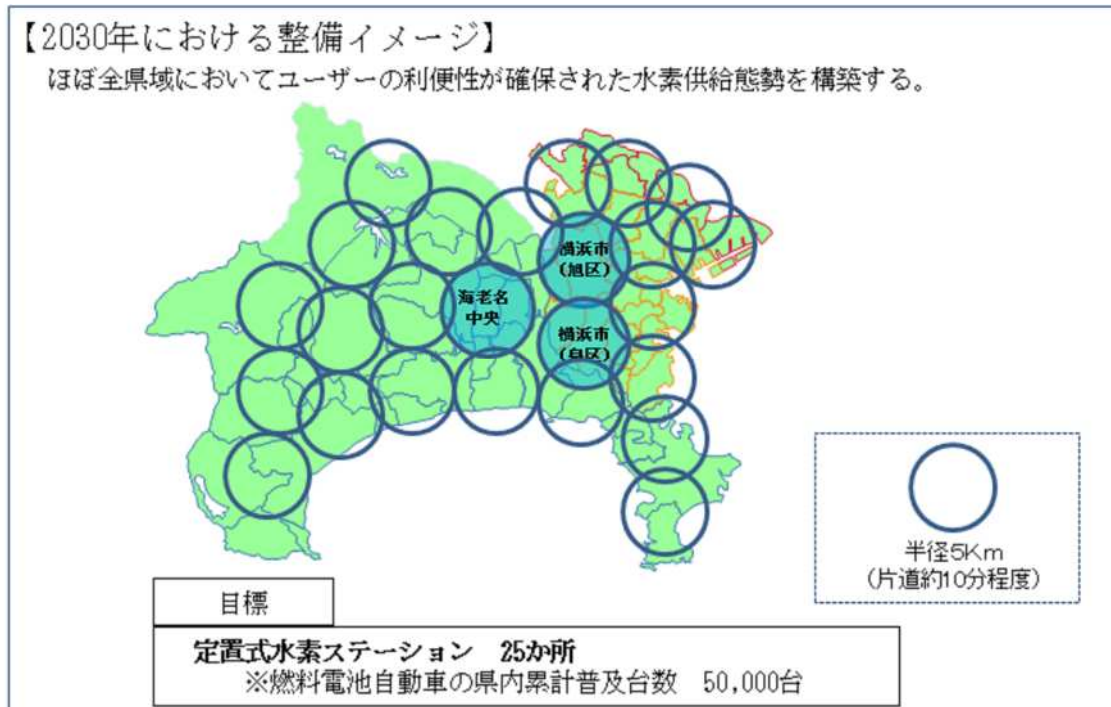 【2030年における整備イメージ】
ほぼ全県域においてユーザーの利便性が確保された水素供給態勢を構築する。
横浜市
(旭区)
海老名
中央
横浜市
(泉区)
半径5Km
(片道約10分程度)
目標
定置式水素ステーション　25か所
※燃料電池自動車の県内累計普及台数　50,000台